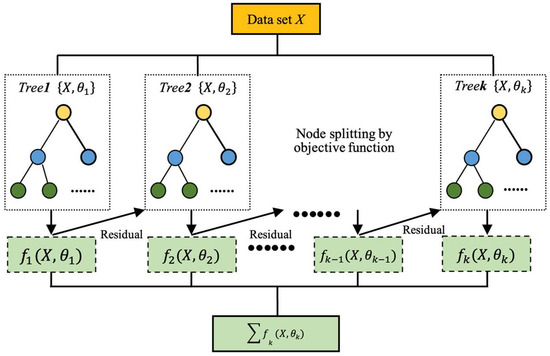 Data set X
Tree1 {X, θ₁}
Tree2 {X, θ₂}
Treek {X, θₖ}
Node splitting by
objective function
......
......
......
......
Residual
Residual
......
Residual
f₁(X, θ₁)
f₂(X, θ₂)
fₖ₋₁(X, θₖ₋₁)
fₖ(X, θₖ)
∑ fₖ(X, θₖ)